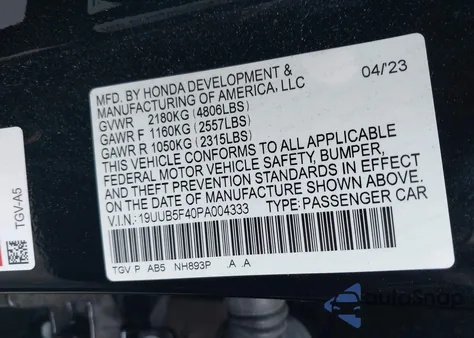 MFD. BY HONDA DEVELOPMENT & 04/23
MANUFACTURING OF AMERICA, LLC
GVWR 2180KG (4806LBS)
GAWR F 1160KG (2557LBS)
GAWR R 1050KG (2315LBS)
THIS VEHICLE CONFORMS TO ALL APPLICABLE
FEDERAL MOTOR VEHICLE SAFETY, BUMPER,
AND THEFT PREVENTION STANDARDS IN EFFECT
ON THE DATE OF MANUFACTURE SHOWN ABOVE.
V.I.N.: 19UUB5F40PA004333 TYPE:PASSENGER CAR
TGV P AB5 NH893P .A .A
TGV-A5
AutoSnap